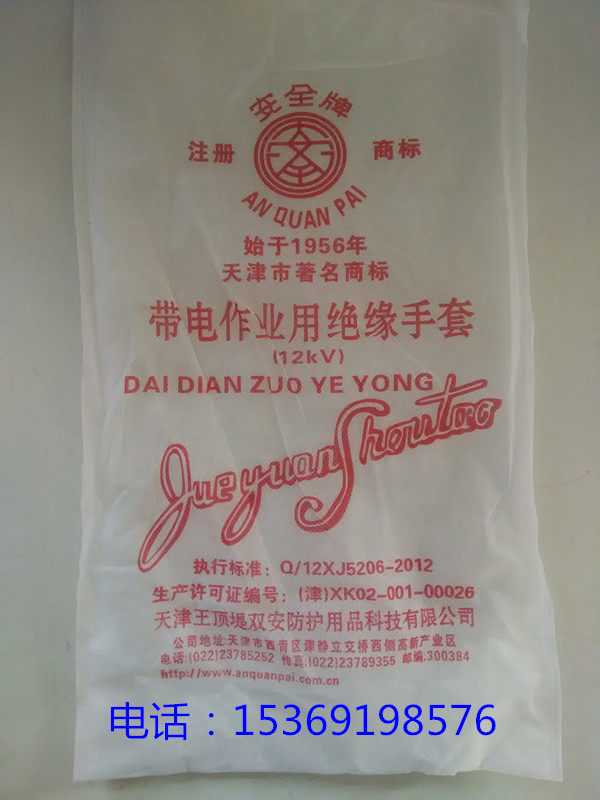 安全牌
注册 商标
AN QUAN PAI
始于1956年
天津市著名商标
带电作业用绝缘手套
(12kV)
DAI DIAN ZUO YE YONG
Jueyuan Shoutao
执行标准：Q/12XJ5206-2012
生产许可证编号：(津)XK02-001-00026
天津王顶堤双安防护用品科技有限公司
公司地址:天津市西青区津静立交桥西侧高新产业区
电话:(022)23785252 传真:(022)23789355 邮编:300384
http://www.anquanpai.com.cn
电话：15369198576